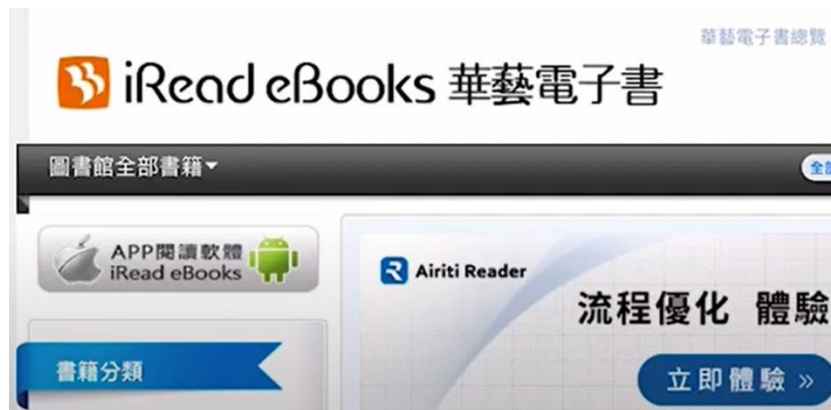 華藝電子書總覽
iRead eBooks 華藝電子書
圖書館全部書籍
全部
APP閱讀軟體
iRead eBooks
Airiti Reader
流程優化 體驗
立即體驗 »
書籍分類